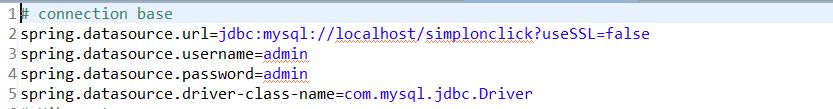 1 # connection base
2 spring.datasource.url=jdbc:mysql://localhost/simplonclick?useSSL=false
3 spring.datasource.username=admin
4 spring.datasource.password=admin
5 spring.datasource.driver-class-name=com.mysql.jdbc.Driver